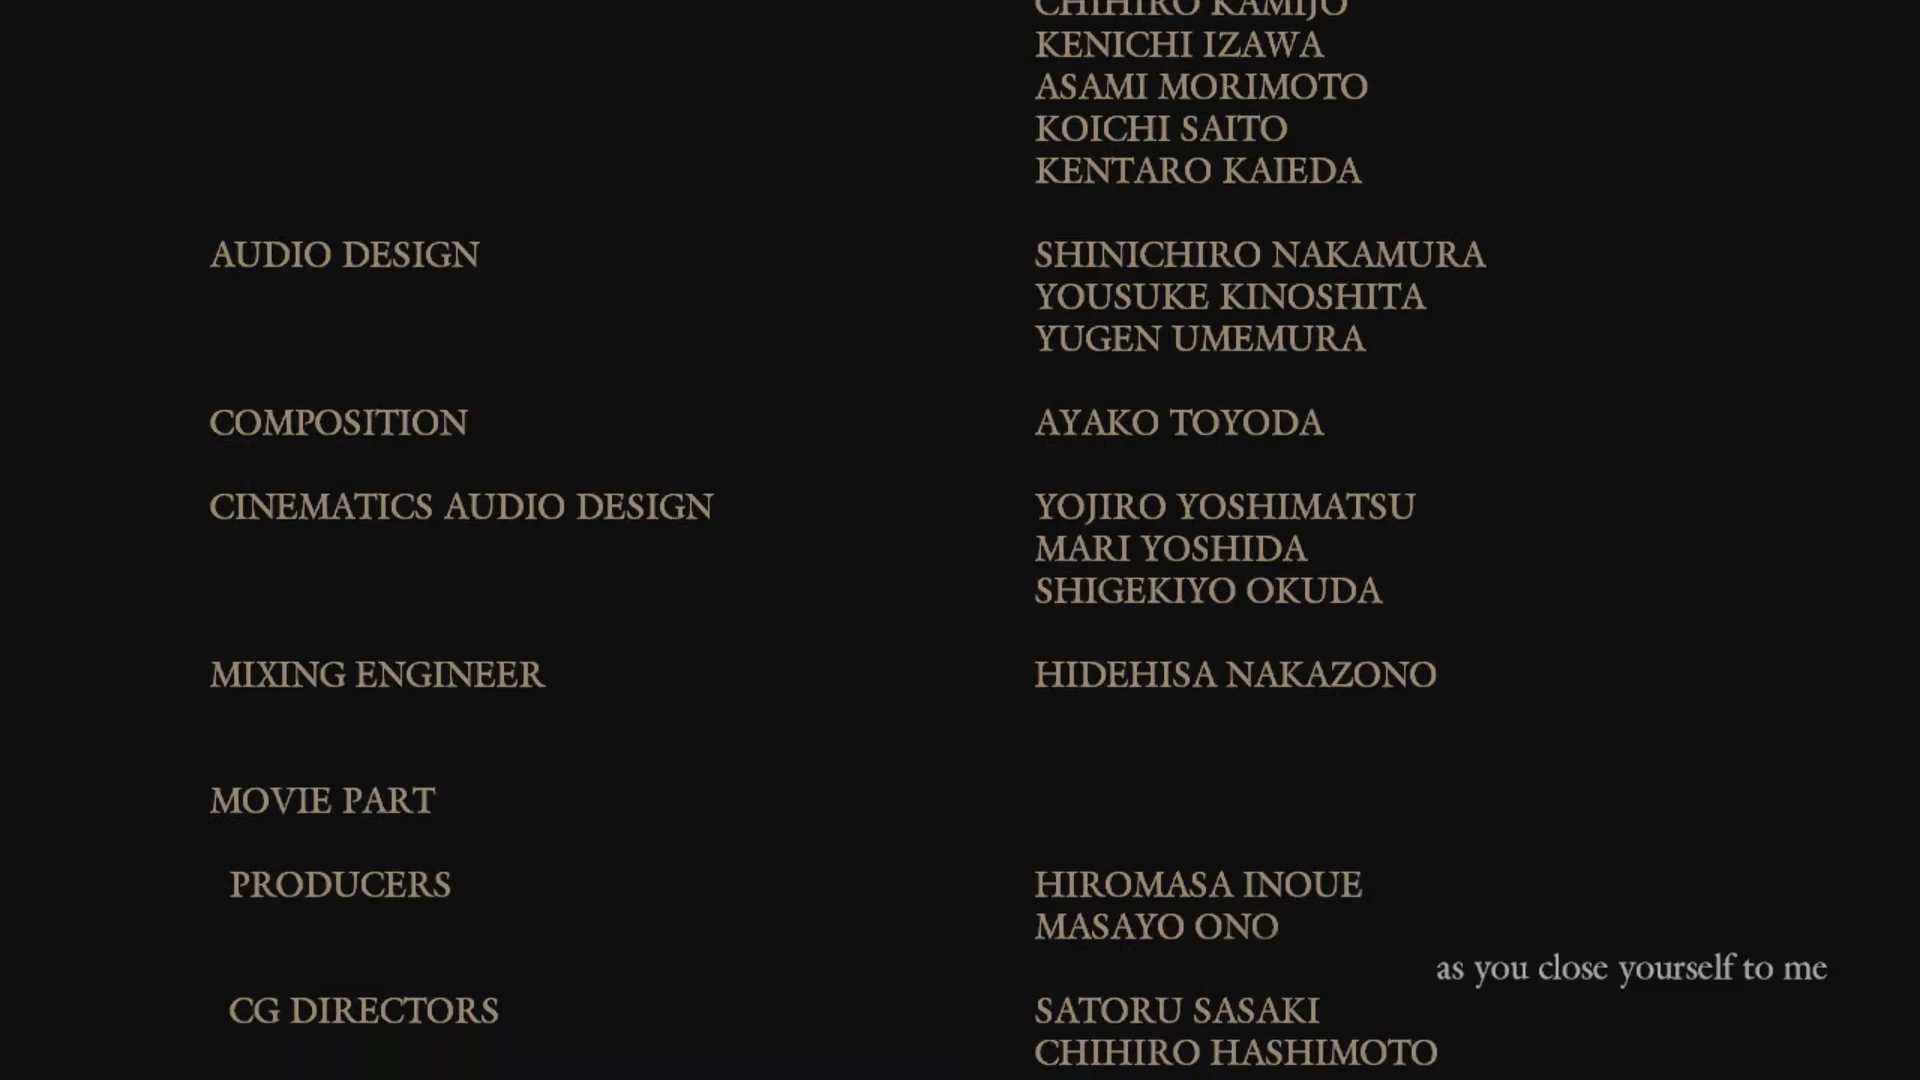 CHIHIRO KAMIJO
KENICHI IZAWA
ASAMI MORIMOTO
KOICHI SAITO
KENTARO KAIEDA
AUDIO DESIGN SHINICHIRO NAKAMURA
YOUSUKE KINOSHITA
YUGEN UMEMURA
COMPOSITION AYAKO TOYODA
CINEMATICS AUDIO DESIGN YOJIRO YOSHIMATSU
MARI YOSHIDA
SHIGEKIYO OKUDA
MIXING ENGINEER HIDEHISA NAKAZONO
MOVIE PART
PRODUCERS HIROMASA INOUE
MASAYO ONO
as you close yourself to me
CG DIRECTORS SATORU SASAKI
CHIHIRO HASHIMOTO